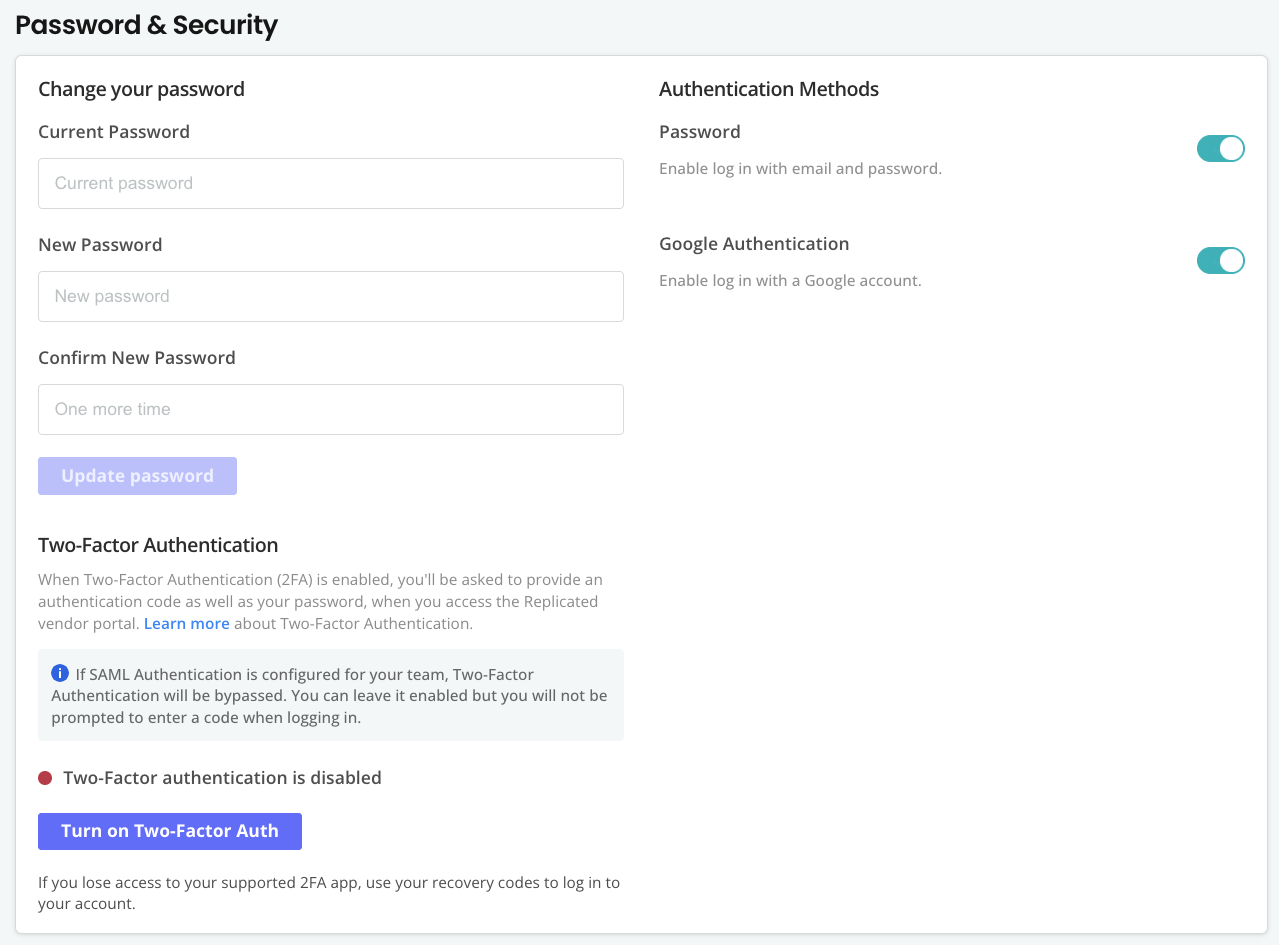 Password & Security
Change your password
Current Password
Current password
New Password
New password
Confirm New Password
One more time
Update password
Two-Factor Authentication
When Two-Factor Authentication (2FA) is enabled, you'll be asked to provide an
authentication code as well as your password, when you access the Replicated
vendor portal. Learn more about Two-Factor Authentication.
If SAML Authentication is configured for your team, Two-Factor
Authentication will be bypassed. You can leave it enabled but you will not be
prompted to enter a code when logging in.
Two-Factor authentication is disabled
Turn on Two-Factor Auth
If you lose access to your supported 2FA app, use your recovery codes to log in to
your account.
Authentication Methods
Password
Enable log in with email and password.
Google Authentication
Enable log in with a Google account.